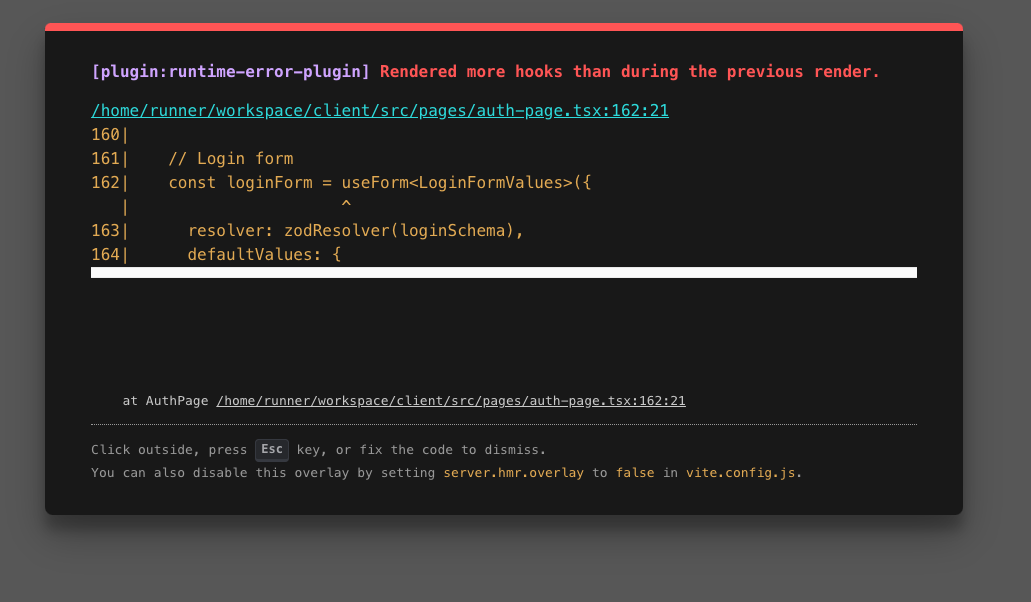 [plugin:runtime-error-plugin] Rendered more hooks than during the previous render.
/home/runner/workspace/client/src/pages/auth-page.tsx:162:21
160|
161|    // Login form
162|    const loginForm = useForm<LoginFormValues>({
   |                      ^
163|      resolver: zodResolver(loginSchema),
164|      defaultValues: {
at AuthPage /home/runner/workspace/client/src/pages/auth-page.tsx:162:21
Click outside, press Esc key, or fix the code to dismiss.
You can also disable this overlay by setting server.hmr.overlay to false in vite.config.js.